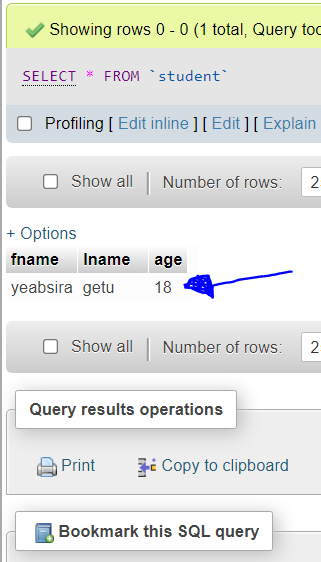 Showing rows 0 - 0 (1 total, Query too
SELECT * FROM `student`
Profiling [ Edit inline ] [ Edit ] [ Explain
Show all Number of rows: 2
+ Options
fname lname age
yeabsira getu 18
Show all Number of rows: 2
Query results operations
Print Copy to clipboard
Bookmark this SQL query